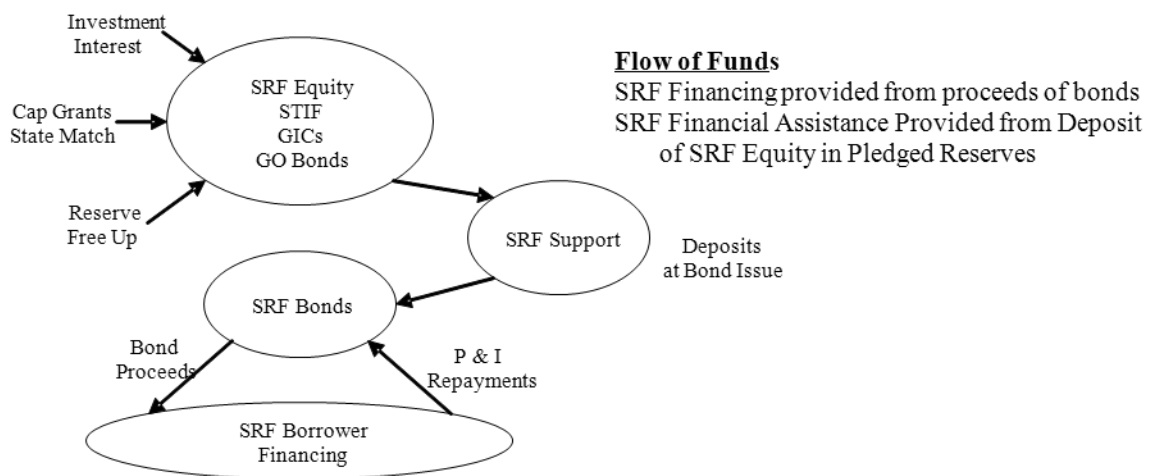 Investment
Interest
Cap Grants
State Match
Reserve
Free Up
SRF Equity
STIF
GICs
GO Bonds
Flow of Funds
SRF Financing provided from proceeds of bonds
SRF Financial Assistance Provided from Deposit
of SRF Equity in Pledged Reserves
SRF Support
Deposits
at Bond Issue
SRF Bonds
Bond
Proceeds
P & I
Repayments
SRF Borrower
Financing